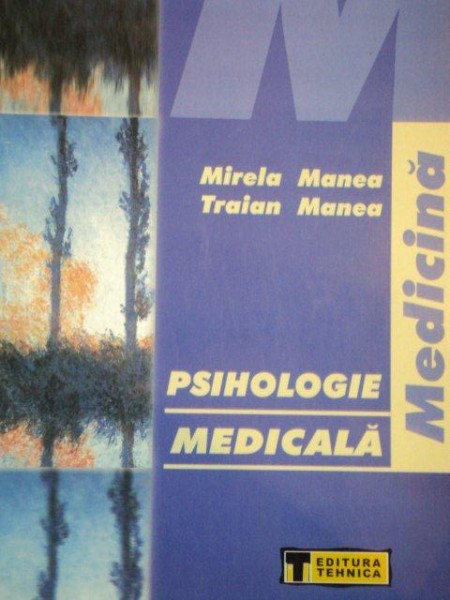 M
Mirela Manea
Traian Manea
Medicină
PSIHOLOGIE
MEDICALĂ
T EDITURA
TEHNICA